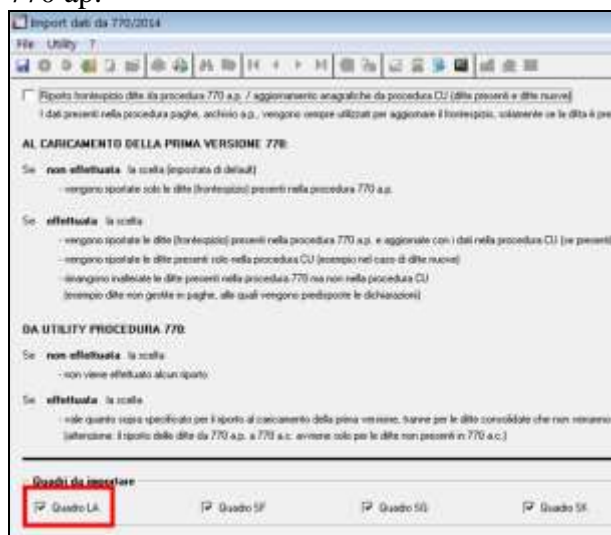 770 ap.
Import dati da 770/2014
File Utility ?
Riporto frontespizio ditte da procedura 770 a.p. / aggiornamento anagrafiche da procedura CU (ditte presenti e ditte nuove)
I dati presenti nella procedura paghe, archivio a.p., vengono sempre utilizzati per aggiornare il frontespizio, solamente se la ditta è pre
AL CARICAMENTO DELLA PRIMA VERSIONE 770:
Se non effettuata la scelta (impostata di default)
- vengono riportate solo le ditte (frontespizio) presenti nella procedura 770 a.p.
Se effettuata la scelta
- vengono riportate le ditte (frontespizio) presenti nella procedura 770 a.p. e aggiornate con i dati nella procedura CU (se presenti)
- vengono riportate le ditte presenti solo nella procedura CU (esempio nel caso di ditte nuove)
- rimangono inalterate le ditte presenti nella procedura 770 ma non nella procedura CU
(esempio ditte non gestite in paghe, alle quali vengono predisposte le dichiarazioni)
DA UTILITY PROCEDURA 770:
Se non effettuata la scelta
- non viene effettuato alcun riporto
Se effettuata la scelta
- vale quanto sopra specificato per il riporto al caricamento della prima versione, tranne per le ditte consolidate che non verranno
(attenzione: il riporto delle ditte da 770 a.p. a 770 a.c. avviene solo per le ditte non presenti in 770 a.c.)
Quadri da importare
Quadro LA Quadro SF Quadro SG Quadro SK